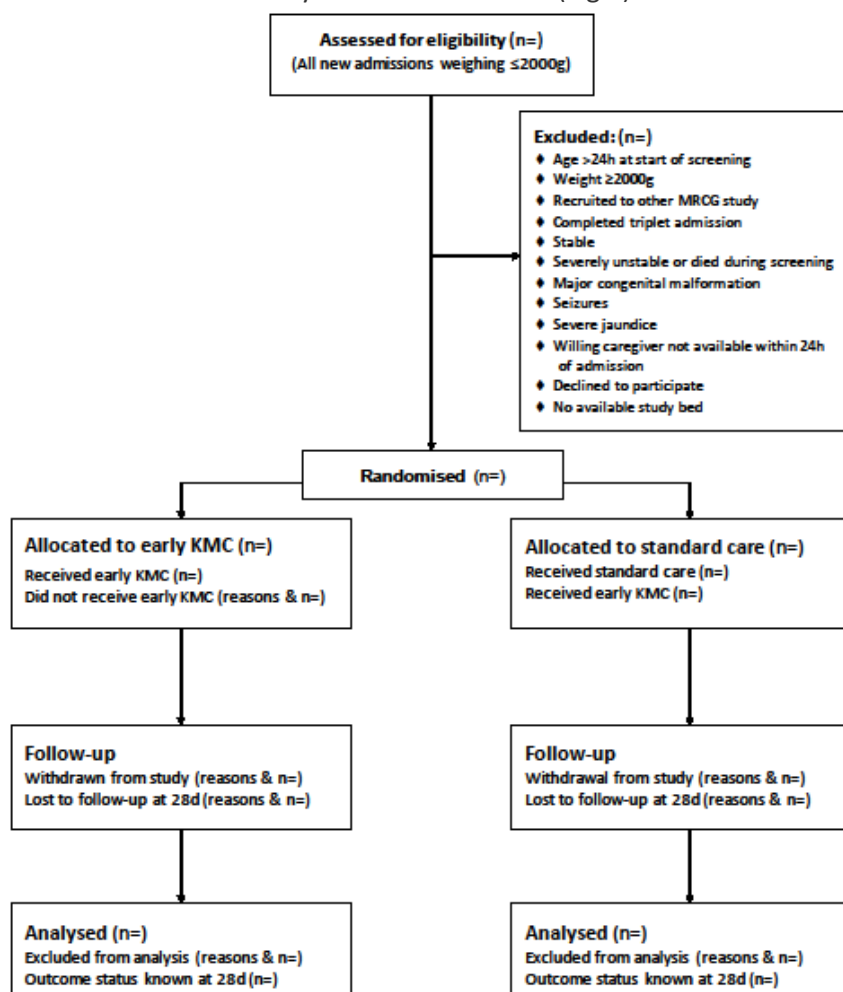 Assessed for eligibility (n=)
(All new admissions weighing ≤2000g)
Excluded: (n=)
♦ Age >24h at start of screening
♦ Weight ≥2000g
♦ Recruited to other MRCG study
♦ Completed triplet admission
♦ Stable
♦ Severely unstable or died during screening
♦ Major congenital malformation
♦ Seizures
♦ Severe jaundice
♦ Willing caregiver not available within 24h
of admission
♦ Declined to participate
♦ No available study bed
Randomised (n=)
Allocated to early KMC (n=)
Received early KMC (n=)
Did not receive early KMC (reasons & n=)
Allocated to standard care (n=)
Received standard care (n=)
Received early KMC (n=)
Follow-up
Withdrawn from study (reasons & n=)
Lost to follow-up at 28d (reasons & n=)
Follow-up
Withdrawal from study (reasons & n=)
Lost to follow-up at 28d (reasons & n=)
Analysed (n=)
Excluded from analysis (reasons & n=)
Outcome status known at 28d (n=)
Analysed (n=)
Excluded from analysis (reasons & n=)
Outcome status known at 28d (n=)